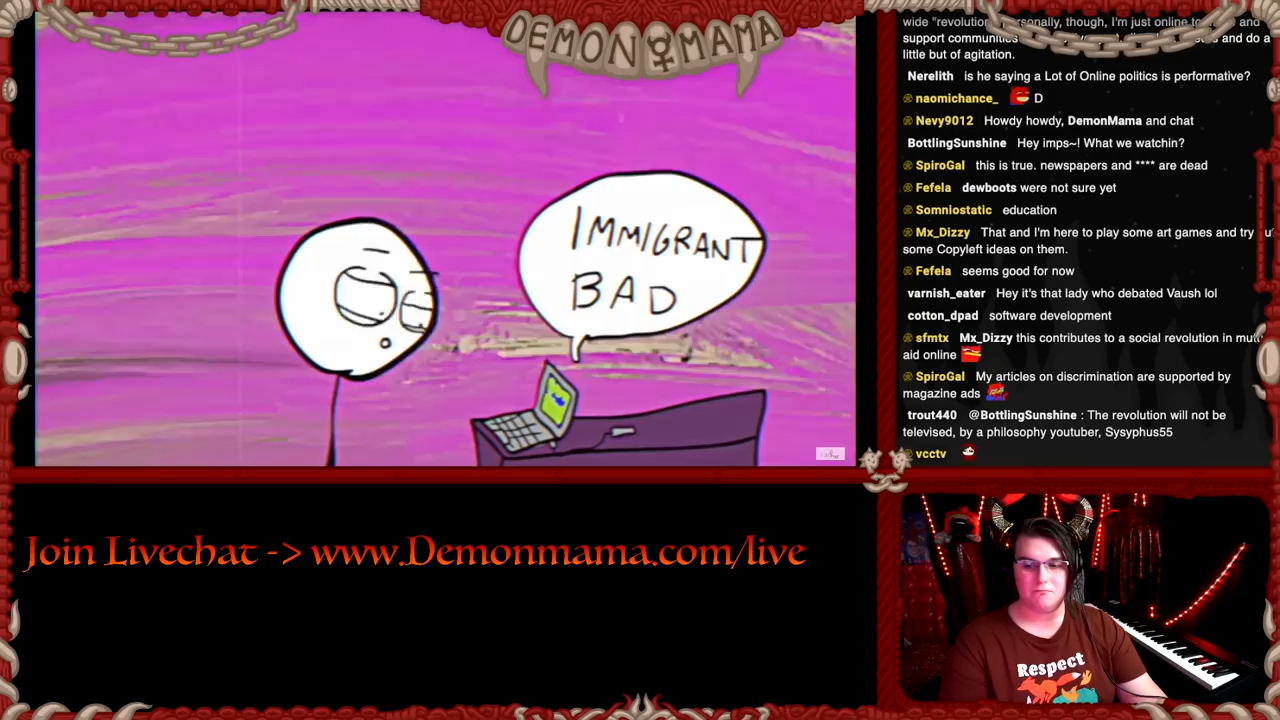 DEMON MAMA
IMMIGRANT
BAD
wide "revolution
personally, though, I'm just online to
and
support communities
and do a
little but of agitation.
Nerelith is he saying a Lot of Online politics is performative?
naomichance_ D
Nevy9012 Howdy howdy, DemonMama and chat
BottlingSunshine Hey imps~! What we watchin?
SpiroGal this is true. newspapers and **** are dead
Fefela dewboots were not sure yet
Somniostatic education
Mx_Dizzy That and I'm here to play some art games and try
some Copyleft ideas on them.
Fefela seems good for now
varnish_eater Hey it's that lady who debated Vaush lol
cotton_dpad software development
sfmtx Mx_Dizzy this contributes to a social revolution in
aid online
SpiroGal My articles on discrimination are supported by
magazine ads
trout440 @BottlingSunshine : The revolution will not be
televised, by a philosophy youtuber, Sysyphus55
vcctv
Join Livechat -> www.Demonmama.com/live
Respect